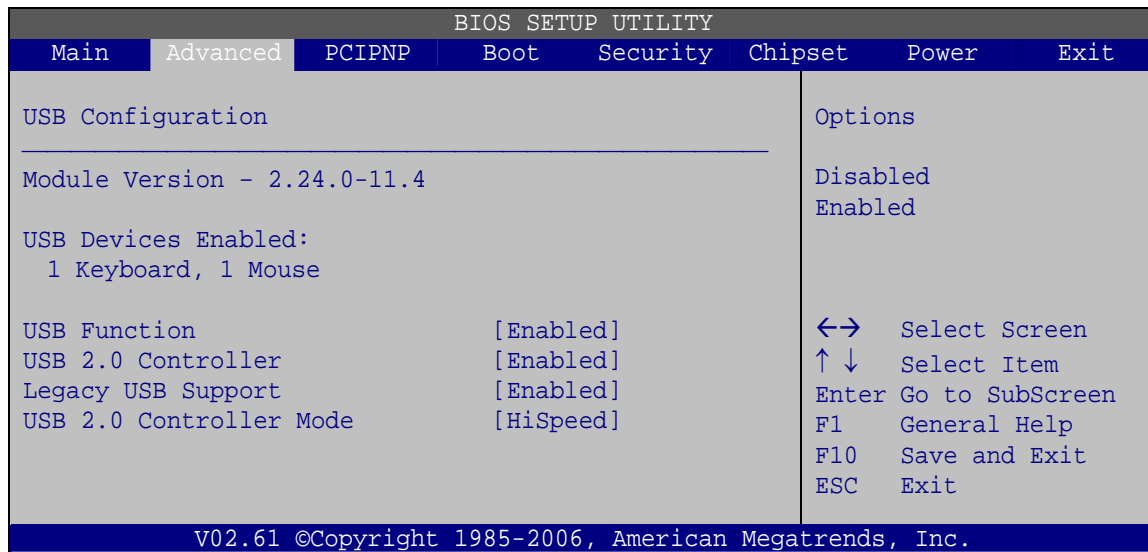 BIOS SETUP UTILITY
Main Advanced PCIPNP Boot Security Chipset Power Exit
USB Configuration
Module Version – 2.24.0-11.4
USB Devices Enabled:
1 Keyboard, 1 Mouse
USB Function [Enabled]
USB 2.0 Controller [Enabled]
Legacy USB Support [Enabled]
USB 2.0 Controller Mode [HiSpeed]
Options
Disabled
Enabled
←→ Select Screen
↑ ↓ Select Item
Enter Go to SubScreen
F1 General Help
F10 Save and Exit
ESC Exit
V02.61 ©Copyright 1985-2006, American Megatrends, Inc.